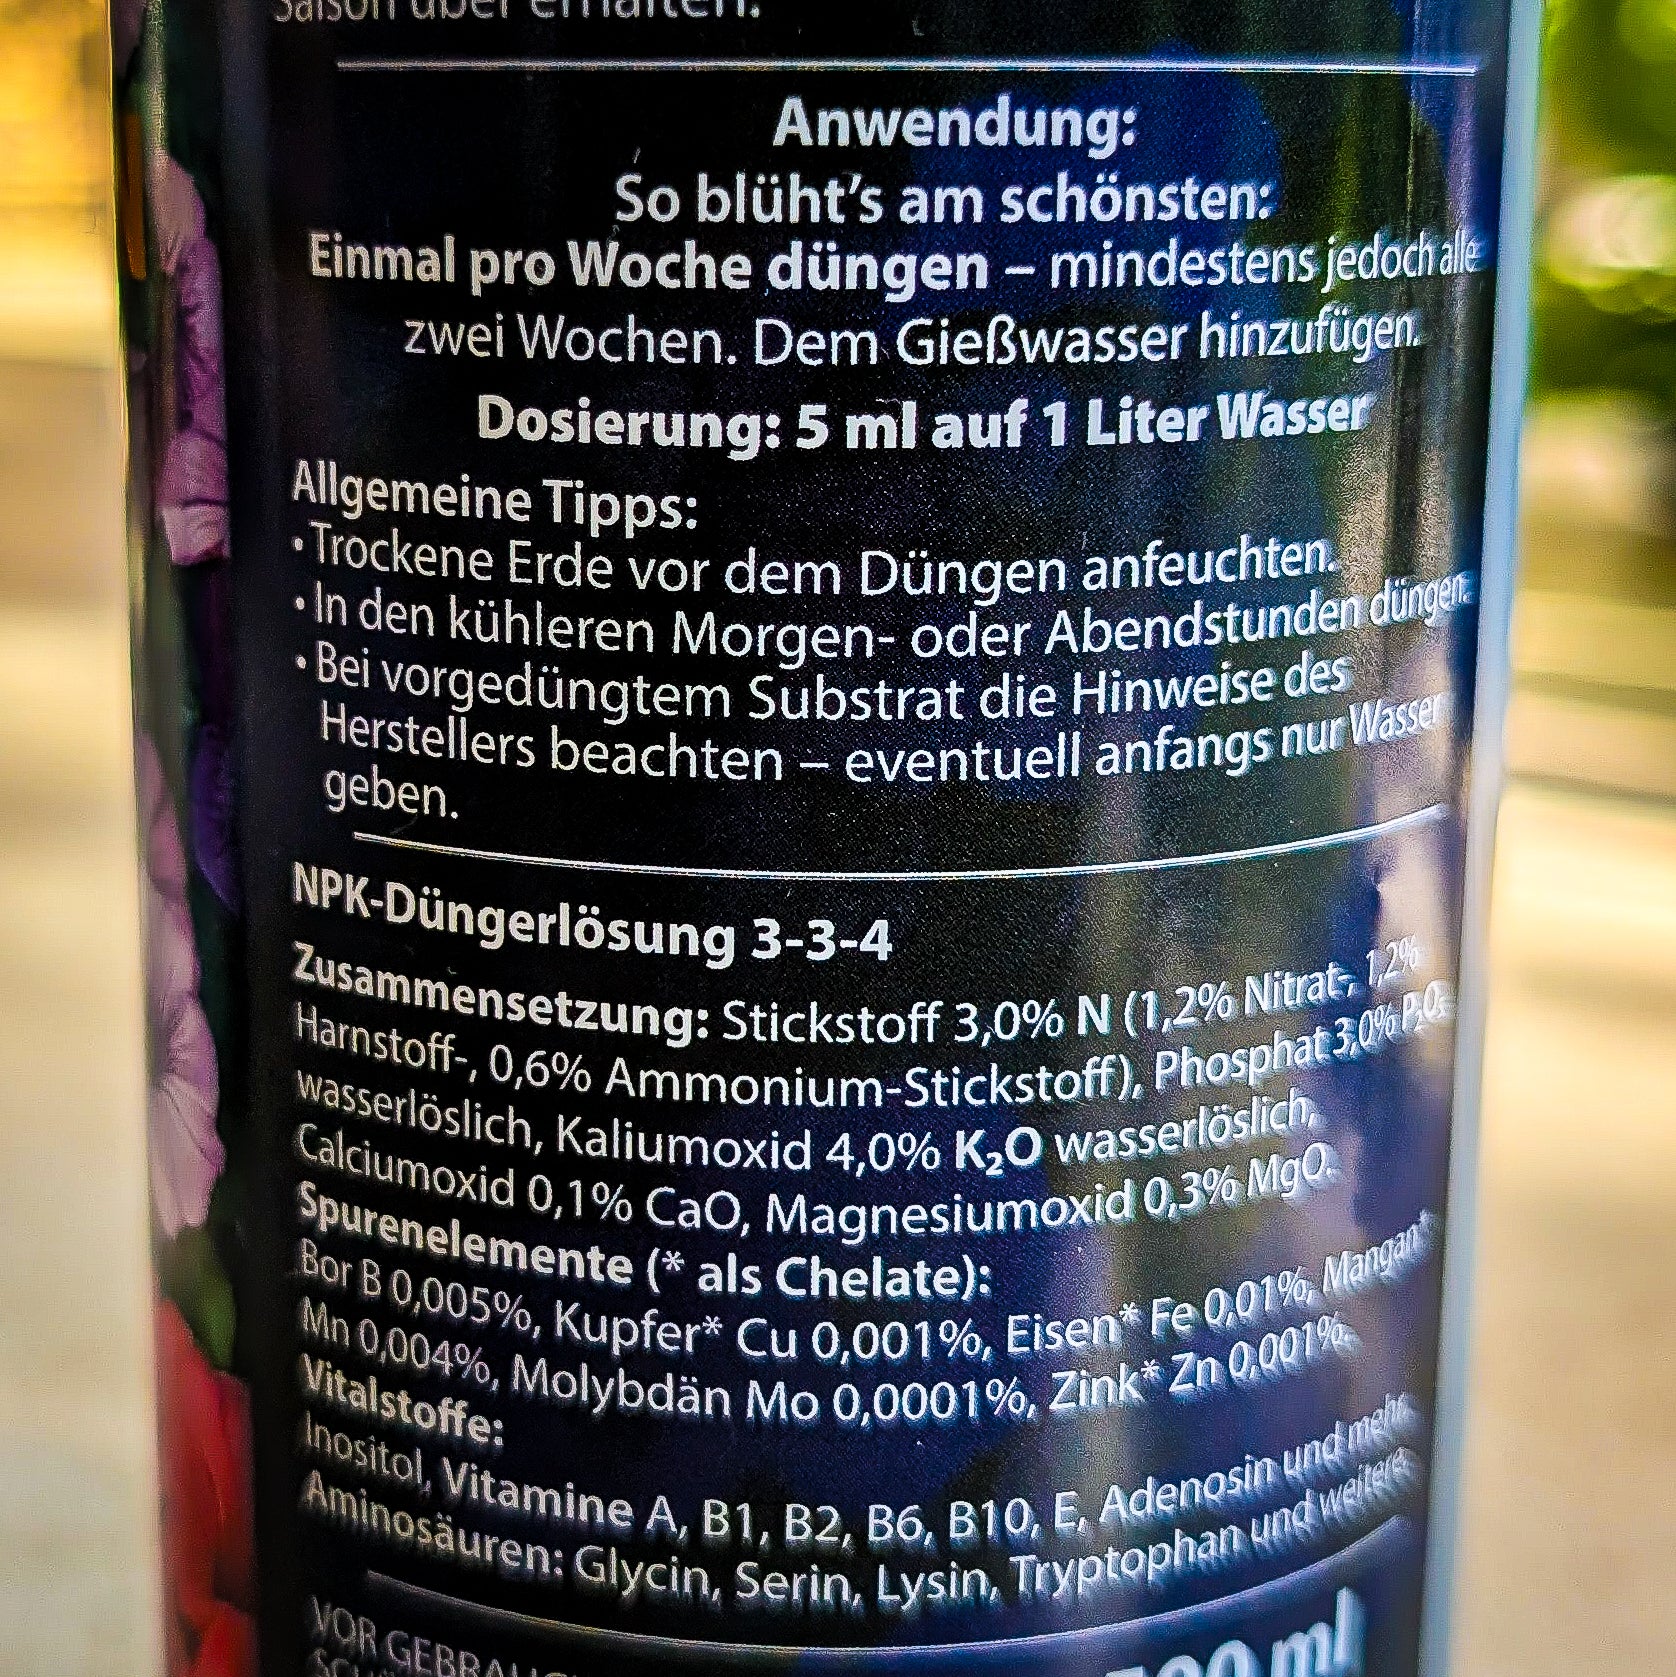 Saison über erhalten.
Anwendung:
So blüht's am schönsten:
Einmal pro Woche düngen – mindestens jedoch alle
zwei Wochen. Dem Gießwasser hinzufügen.
Dosierung: 5 ml auf 1 Liter Wasser
Allgemeine Tipps:
• Trockene Erde vor dem Düngen anfeuchten.
• In den kühleren Morgen- oder Abendstunden düngen.
• Bei vorgedüngtem Substrat die Hinweise des
Herstellers beachten – eventuell anfangs nur Wasser
geben.
NPK-Düngerlösung 3-3-4
Zusammensetzung: Stickstoff 3,0% N (1,2% Nitrat-, 1,2%
Harnstoff-, 0,6% Ammonium-Stickstoff), Phosphat 3,0% P₂O₅
wasserlöslich, Kaliumoxid 4,0% K₂O wasserlöslich,
Calciumoxid 0,1% CaO, Magnesiumoxid 0,3% MgO.
Spurenelemente (* als Chelate):
Bor B 0,005%, Kupfer* Cu 0,001%, Eisen* Fe 0,01%, Mangan*
Mn 0,004%, Molybdän Mo 0,0001%, Zink* Zn 0,001%.
Vitalstoffe:
Inositol, Vitamine A, B1, B2, B6, B10, E, Adenosin und mehr.
Aminosäuren: Glycin, Serin, Lysin, Tryptophan und weitere.
VOR
ml